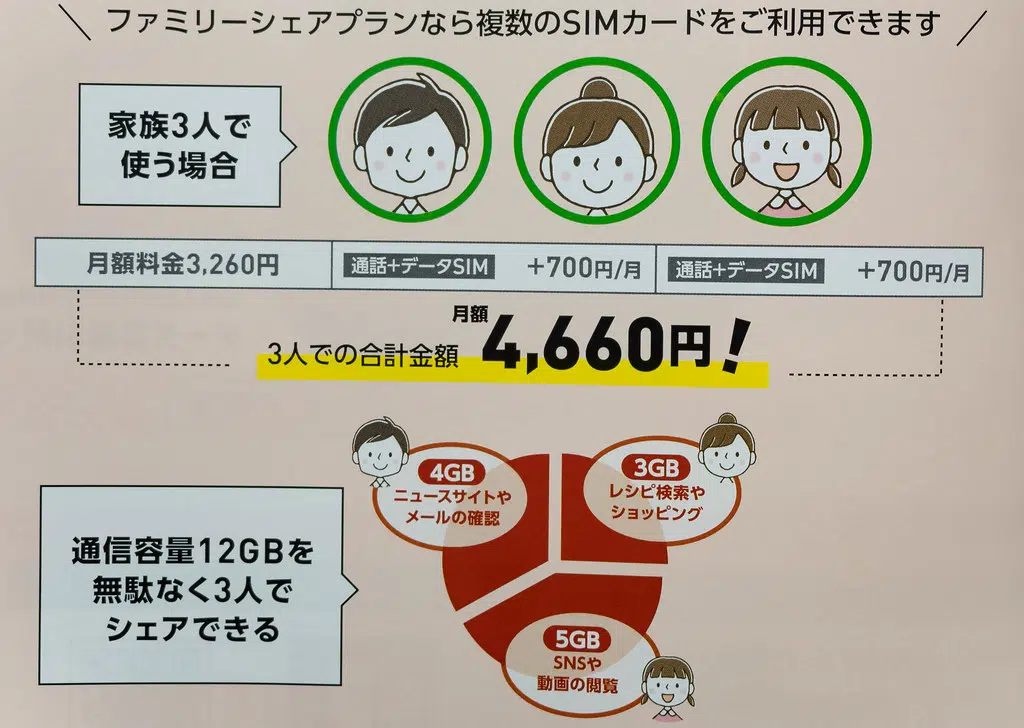 ファミリーシェアプランなら複数のSIMカードをご利用できます
家族3人で
使う場合
月額料金3,260円
通話+データSIM +700円/月
通話+データSIM +700円/月
3人での合計金額 月額4,660円!
通信容量12GBを
無駄なく3人で
シェアできる
4GB
ニュースサイトや
メールの確認
3GB
レシピ検索や
ショッピング
5GB
SNSや
動画の閲覧